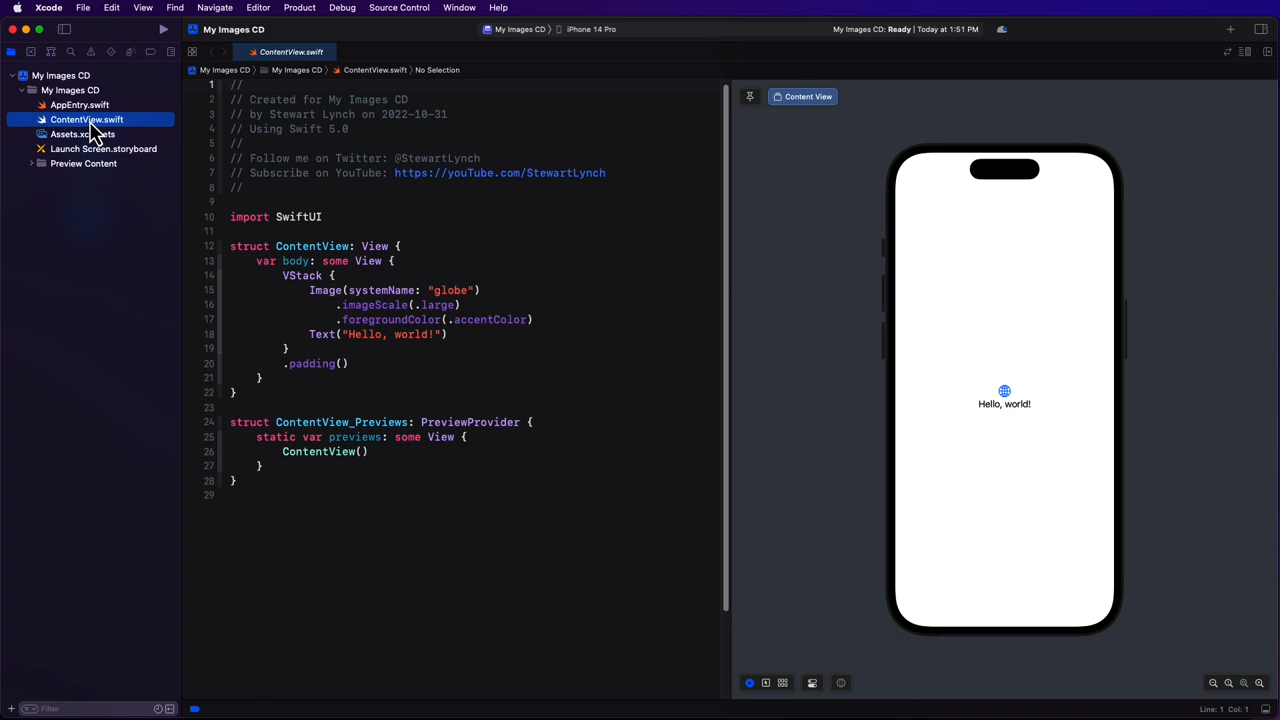 Xcode File Edit View Find Navigate Editor Product Debug Source Control Window Help
My Images CD
My Images CD 〉 iPhone 14 Pro
My Images CD: Ready | Today at 1:51 PM
ContentView.swift
My Images CD 〉 My Images CD 〉 ContentView.swift 〉 No Selection
My Images CD
My Images CD
AppEntry.swift
ContentView.swift
Launch Screen.storyboard
Preview Content
1 //
2 // Created for My Images CD
3 // by Stewart Lynch on 2022-10-31
4 // Using Swift 5.0
5 //
6 // Follow me on Twitter: @StewartLynch
7 // Subscribe on YouTube: https://youTube.com/StewartLynch
8 //
9
10 import SwiftUI
11
12 struct ContentView: View {
13 var body: some View {
14 VStack {
15 Image(systemName: "globe")
16 .imageScale(.large)
17 .foregroundColor(.accentColor)
18 Text("Hello, world!")
19 }
20 .padding()
21 }
22 }
23
24 struct ContentView_Previews: PreviewProvider {
25 static var previews: some View {
26 ContentView()
27 }
28 }
29
Content View
Hello, world!
Filter
Line: 1 Col: 1